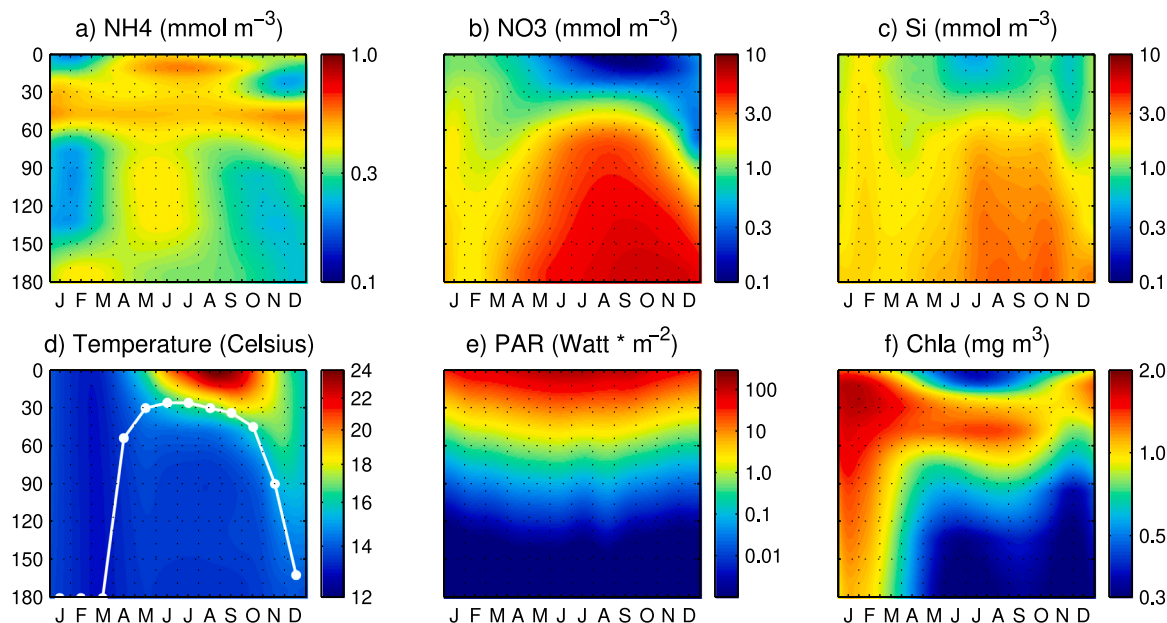 a) NH4 (mmol m⁻³) b) NO3 (mmol m⁻³) c) Si (mmol m⁻³)
0 1.0 10 10
30 3.0 3.0
60
90 0.3 1.0 1.0
120
150 0.3 0.3
180 0.1 0.1 0.1
J F M A M J J A S O N D J F M A M J J A S O N D J F M A M J J A S O N D
d) Temperature (Celsius) e) PAR (Watt * m⁻²) f) Chla (mg m³)
0 24 2.0
22 100
30 20
60 18 10 1.0
90 16 1.0
120 0.1
14 0.5
150 0.01
180 12 0.3
J F M A M J J A S O N D J F M A M J J A S O N D J F M A M J J A S O N D